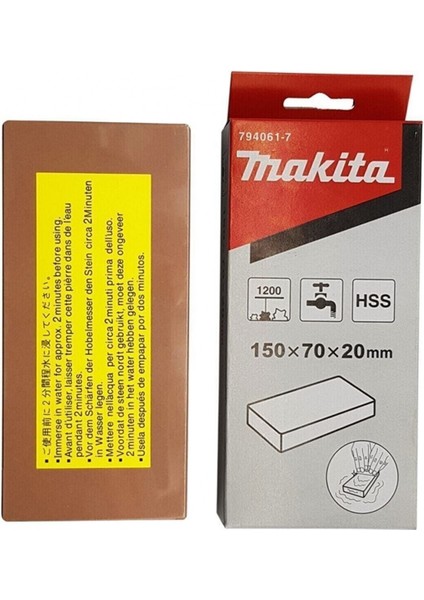 ● ご使用前に2分間程水に浸してください。
● Immerse in water for approx. 2 minutes before using.
● Avant d'utiliser, laisser tremper cette pierre dans de l'eau
pendant 2 minutes.
● Vor dem Schärfen der Hobelmesser den Stein circa 2 Minuten
in Wasser legen.
● Mettere nell'acqua per circa 2 minuti prima dell'uso.
● Voordat de steen nordt gebruikt, moet deze ongeveer
2 minuten in het water hebben gelegen.
● Usela después de empapar por dos minutos.
794061-7
makita
1200
HSS
150×70×20mm